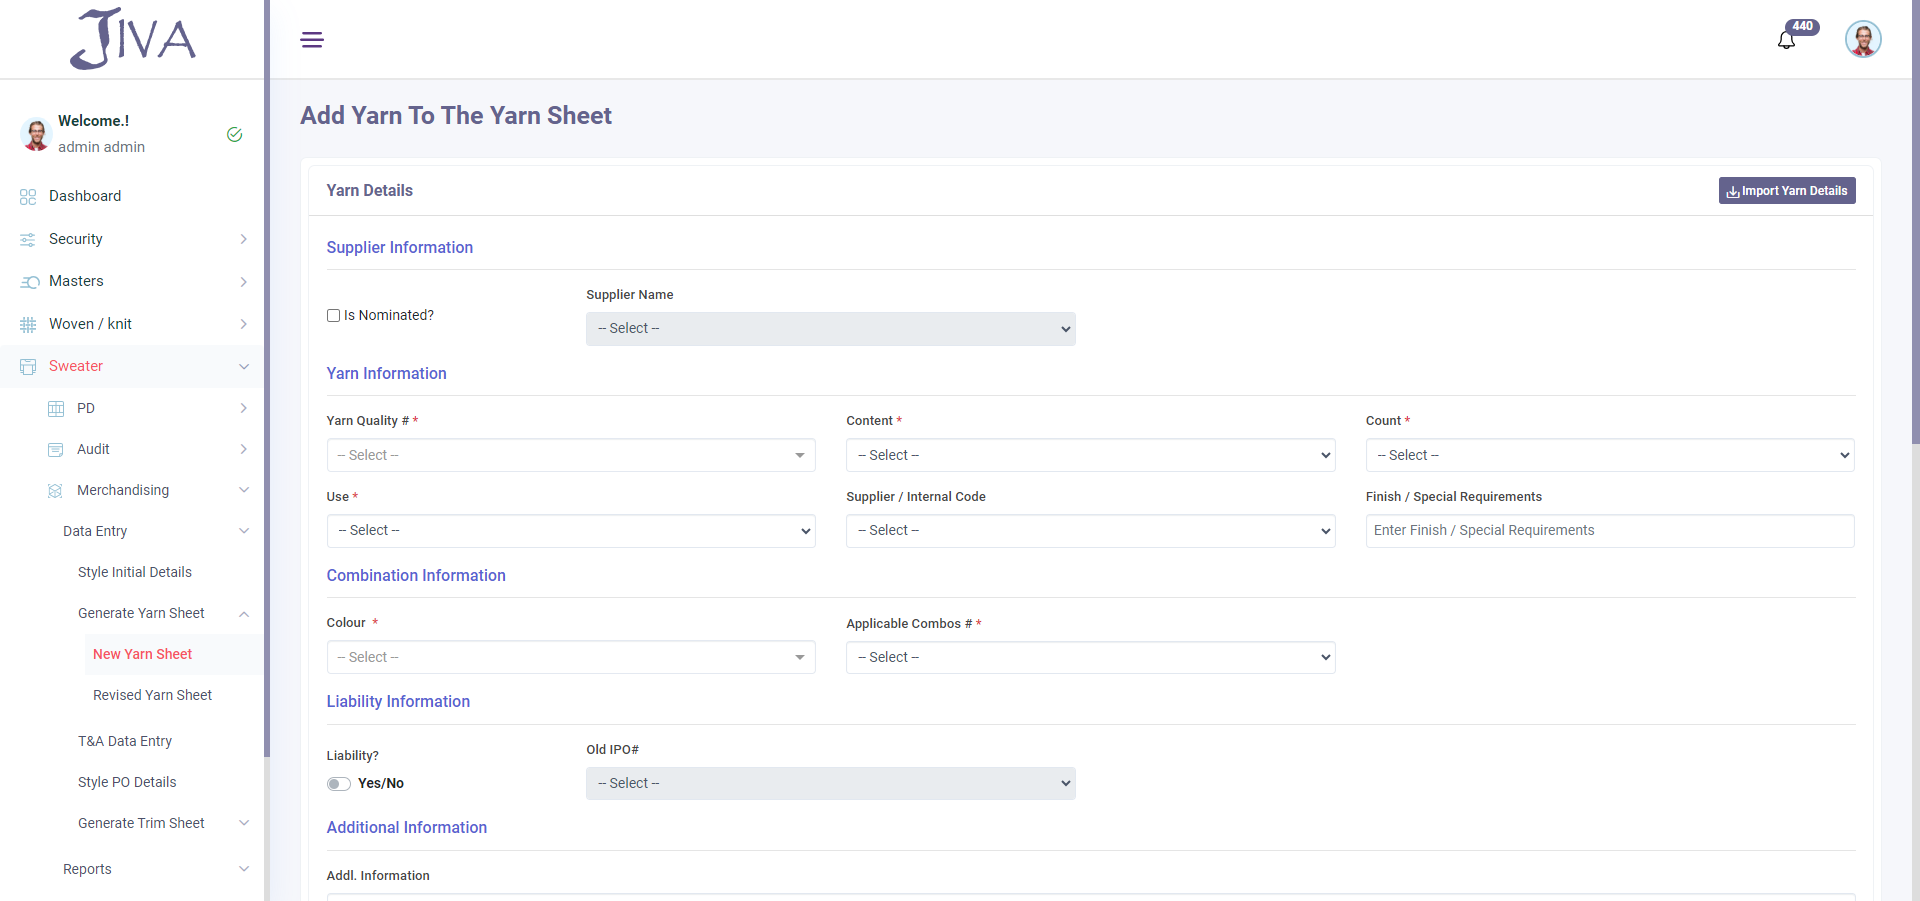 JIVA
440
Welcome.!
admin admin
Dashboard
Security
Masters
Woven / knit
Sweater
PD
Audit
Merchandising
Data Entry
Style Initial Details
Generate Yarn Sheet
New Yarn Sheet
Revised Yarn Sheet
T&A Data Entry
Style PO Details
Generate Trim Sheet
Reports
Add Yarn To The Yarn Sheet
Yarn Details
Import Yarn Details
Supplier Information
Is Nominated?
Supplier Name
-- Select --
Yarn Information
Yarn Quality # *
Content *
Count *
-- Select --
-- Select --
-- Select --
Use *
Supplier / Internal Code
Finish / Special Requirements
-- Select --
-- Select --
Enter Finish / Special Requirements
Combination Information
Colour *
Applicable Combos # *
-- Select --
-- Select --
Liability Information
Liability?
Yes/No
Old IPO#
-- Select --
Additional Information
Addl. Information